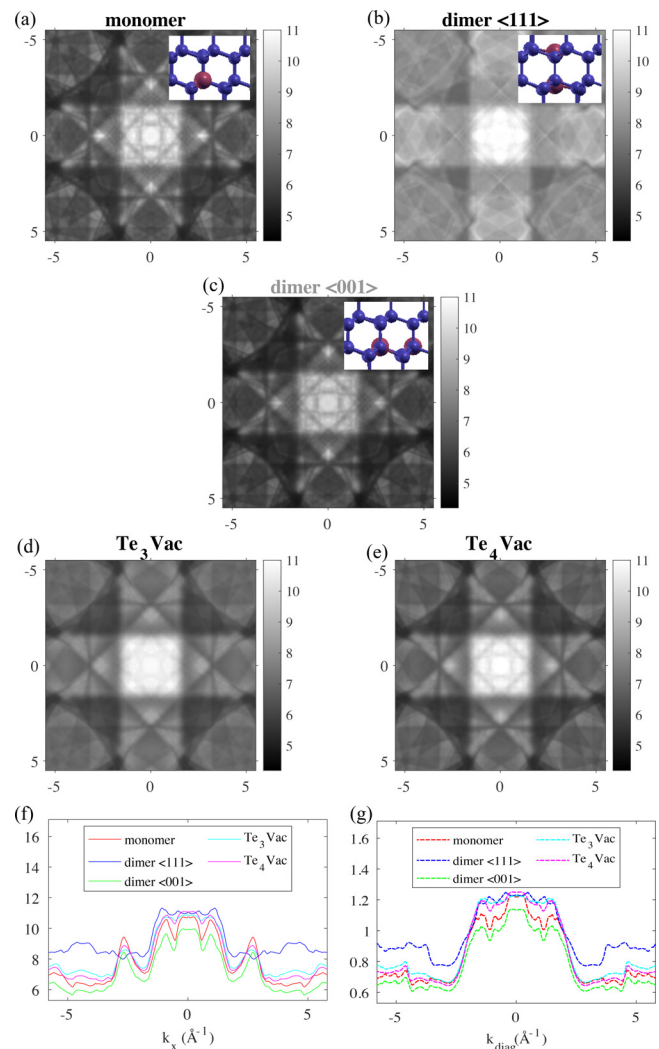 (a) monomer
-5
0
5
-5 0 5
11
10
9
8
7
6
5
(b) dimer <111>
-5
0
5
-5 0 5
11
10
9
8
7
6
5
(c) dimer <001>
-5
0
5
-5 0 5
11
10
9
8
7
6
5
(d) Te₃Vac
-5
0
5
-5 0 5
11
10
9
8
7
6
5
(e) Te₄Vac
-5
0
5
-5 0 5
11
10
9
8
7
6
5
(f)
16
14
12
10
8
6
monomer
dimer <111>
dimer <001>
Te₃Vac
Te₄Vac
-5 0 5
kₓ (Å⁻¹)
(g)
1.6
1.4
1.2
1
0.8
0.6
monomer
dimer <111>
dimer <001>
Te₃Vac
Te₄Vac
-5 0 5
k_diag (Å⁻¹)